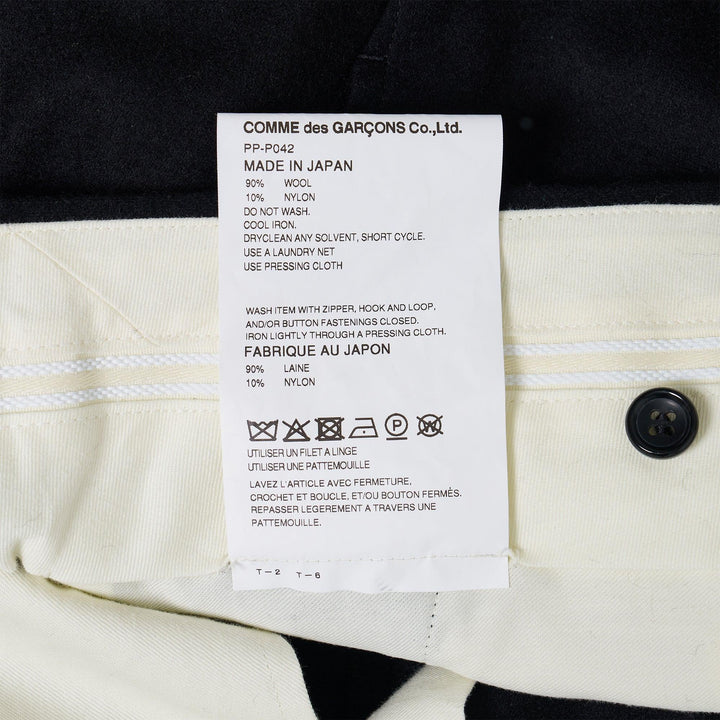 COMME des GARÇONS Co.,Ltd.
PP-P042
MADE IN JAPAN
90% WOOL
10% NYLON
DO NOT WASH.
COOL IRON.
DRYCLEAN ANY SOLVENT, SHORT CYCLE.
USE A LAUNDRY NET
USE PRESSING CLOTH
WASH ITEM WITH ZIPPER, HOOK AND LOOP,
AND/OR BUTTON FASTENINGS CLOSED.
IRON LIGHTLY THROUGH A PRESSING CLOTH.
FABRIQUE AU JAPON
90% LAINE
10% NYLON
P W
UTILISER UN FILET A LINGE
UTILISER UNE PATTEMOUILLE
LAVEZ L'ARTICLE AVEC FERMETURE,
CROCHET ET BOUCLE, ET/OU BOUTON FERMÈS.
REPASSER LEGEREMENT A TRAVERS UNE
PATTEMOUILLE.
T-2 T-6